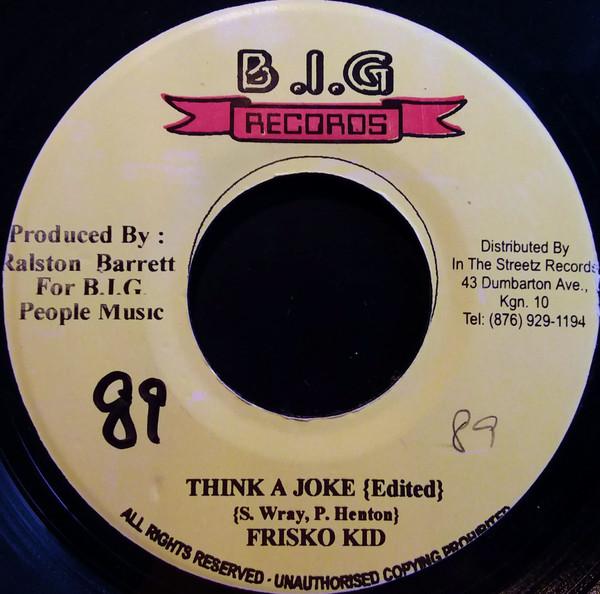 B.I.G
RECORDS
Produced By :
Ralston Barrett
For B.I.G.
People Music
Distributed By
In The Streetz Records
43 Dumbarton Ave.,
Kgn. 10
Tel: (876) 929-1194
89
89
THINK A JOKE {Edited}
{S. Wray, P. Henton}
FRISKO KID
ALL RIGHTS RESERVED - UNAUTHORISED COPYING PROHIBITED